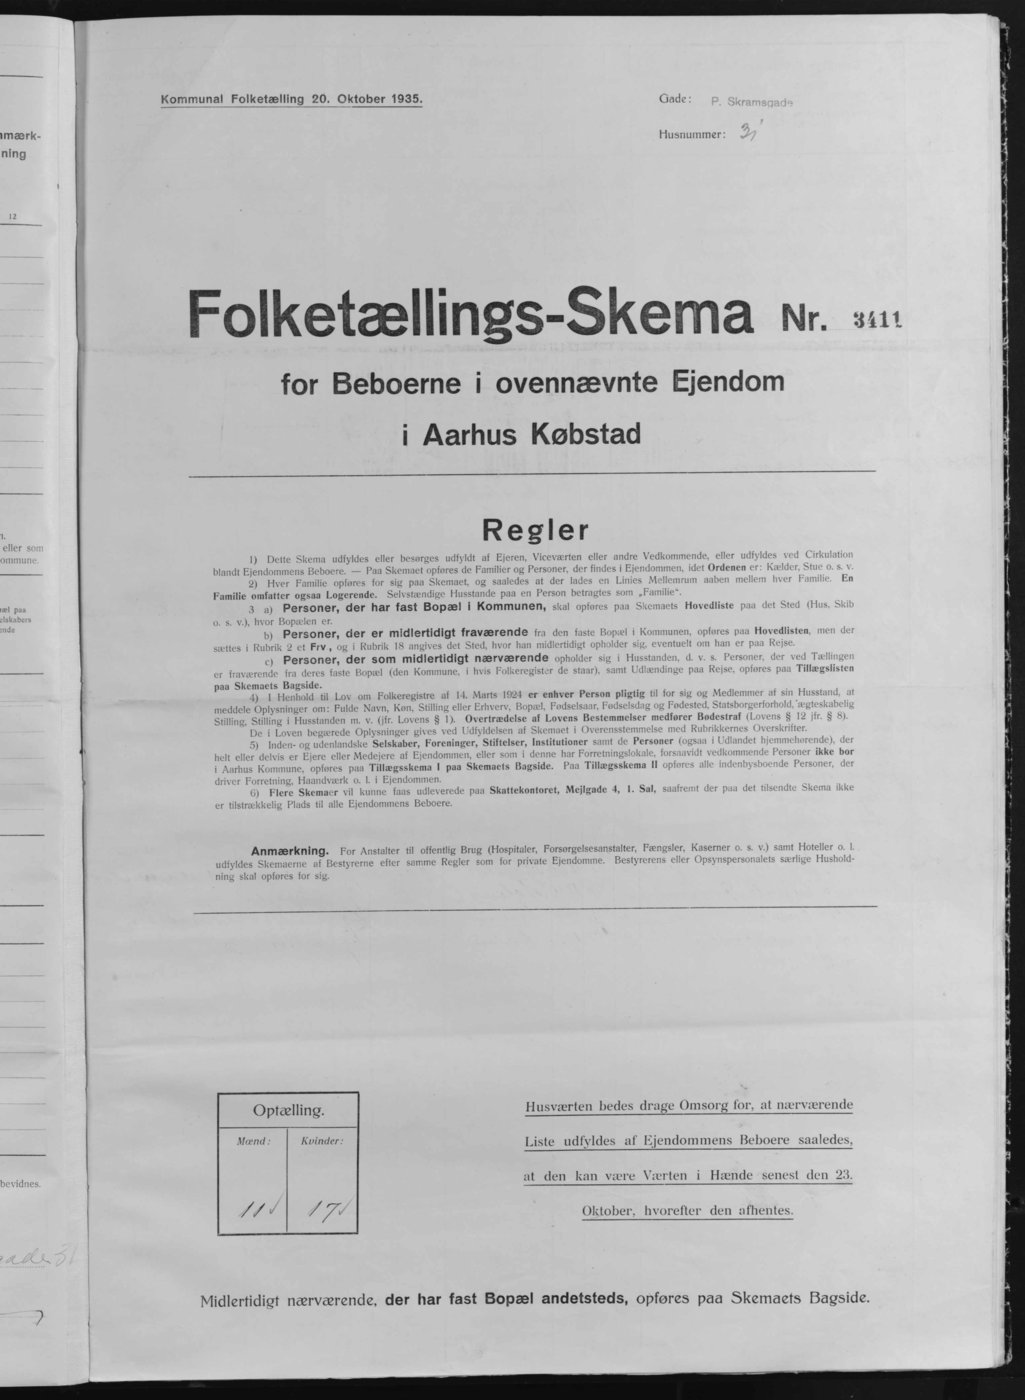 mærk-
ning
12
eller som
ommune.
bevidnes.
Kommunal Folketælling 20. Oktober 1935.
Gade: P. Skramsgade
Husnummer:
Folketællings-Skema Nr. 3411
for Beboerne i ovennævnte Ejendom
i Aarhus Købstad
Regler
1) Dette Skema udfyldes eller besørges udfyldt af Ejeren, Viceværten eller andre Vedkommende, eller udfyldes ved Cirkulation
blandt Ejendommens Beboere. — Paa Skemaet opføres de Familier og Personer, der findes i Ejendommen, idet Ordenen er: Kælder, Stue o. s. v.
2) Hver Familie opføres for sig paa Skemaet, og saaledes at der lades en Linies Mellemrum aaben mellem hver Familie. En
Familie omfatter ogsaa Logerende. Selvstændige Husstande paa en Person betragtes som „Familie“.
3 a) Personer, der har fast Bopæl i Kommunen, skal opføres paa Skemaets Hovedliste paa det Sted (Hus, Skib
o. s. v.), hvor Bopælen er.
b) Personer, der er midlertidigt fraværende fra den faste Bopæl i Kommunen, opføres paa Hovedlisten, men der
sættes i Rubrik 2 et Frv, og i Rubrik 18 angives det Sted, hvor han midlertidigt opholder sig, eventuelt om han er paa Rejse.
c) Personer, der som midlertidigt nærværende opholder sig i Husstanden, d. v. s. Personer, der ved Tællingen
er fraværende fra deres faste Bopæl (den Kommune, i hvis Folkeregister de staar), samt Udlændinge paa Rejse, opføres paa Tillægslisten
paa Skemaets Bagside.
4) I Henhold til Lov om Folkeregistre af 14. Marts 1924 er enhver Person pligtig til for sig og Medlemmer af sin Husstand, at
meddele Oplysninger om: Fulde Navn, Køn, Stilling eller Erhverv, Bopæl, Fødselsaar, Fødselsdag og Fødested, Statsborgerforhold, ægteskabelig
Stilling, Stilling i Husstanden m. v. (jfr. Lovens § 1). Overtrædelse af Lovens Bestemmelser medfører Bødestraf (Lovens § 12 jfr. § 8).
De i Loven begærede Oplysninger gives ved Udfyldelsen af Skemaet i Overensstemmelse med Rubrikkernes Overskrifter.
5) Inden- og udenlandske Selskaber, Foreninger, Stiftelser, Institutioner samt de Personer (ogsaa i Udlandet hjemmehørende), der
helt eller delvis er Ejere eller Medejere af Ejendommen, eller som i denne har Forretningslokale, forsaavidt vedkommende Personer ikke bor
i Aarhus Kommune, opføres paa Tillægsskema I paa Skemaets Bagside. Paa Tillægsskema II opføres alle indenbysboende Personer, der
driver Forretning, Haandværk o. l. i Ejendommen.
6) Flere Skemaer vil kunne faas udleverede paa Skattekontoret, Mejlgade 4, 1. Sal, saafremt der paa det tilsendte Skema ikke
er tilstrækkelig Plads til alle Ejendommens Beboere.
Anmærkning. For Anstalter til offentlig Brug (Hospitaler, Forsørgelsesanstalter, Fængsler, Kaserner o. s. v.) samt Hoteller o. l.
udfyldes Skemaerne af Bestyrerne efter samme Regler som for private Ejendomme. Bestyrerens eller Opsynspersonalets særlige Hushold-
ning skal opføres for sig.
Optælling.
Mænd: Kvinder:
11 17
Husværten bedes drage Omsorg for, at nærværende
Liste udfyldes af Ejendommens Beboere saaledes,
at den kan være Værten i Hænde senest den 23.
Oktober, hvorefter den afhentes.
Midlertidigt nærværende, der har fast Bopæl andetsteds, opføres paa Skemaets Bagside.